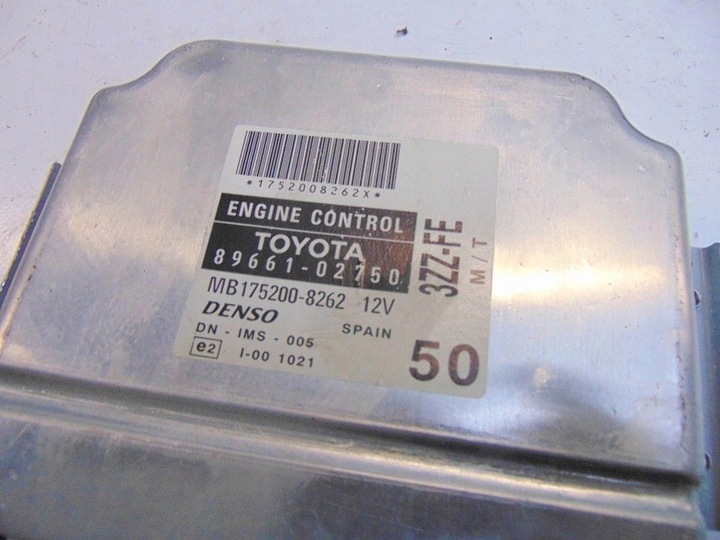 *1752008262X*
ENGINE CONTROL
TOYOTA
89661-02750
3ZZ-FE
M/T
MB175200-8262 12V
DENSO
DN - IMS - 005 SPAIN
e2 I-00 1021
50